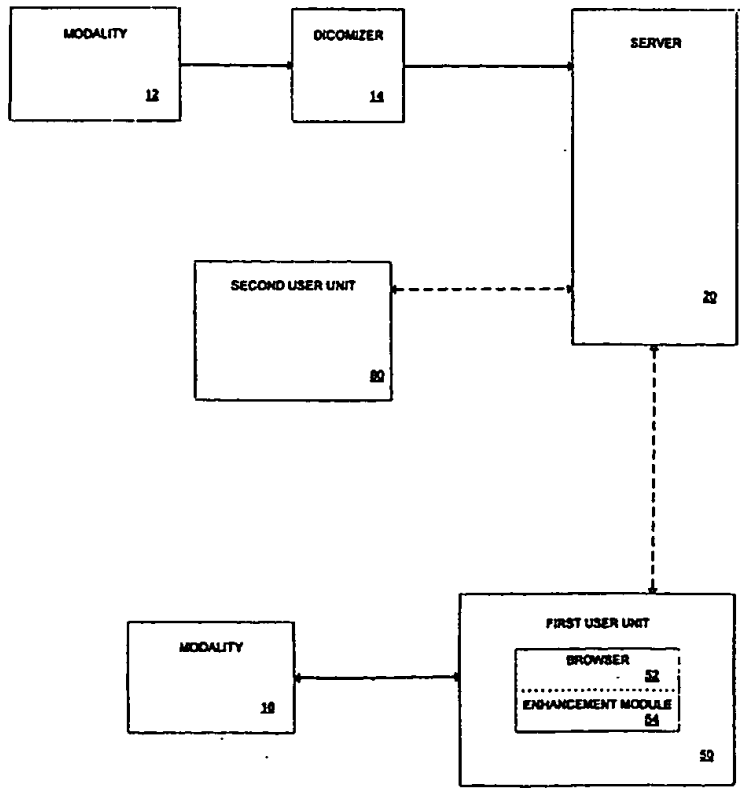 MODALITY
12
DICOMIZER
14
SERVER
20
SECOND USER UNIT
80
FIRST USER UNIT
BROWSER
52
ENHANCEMENT MODULE
54
50
MODALITY
16